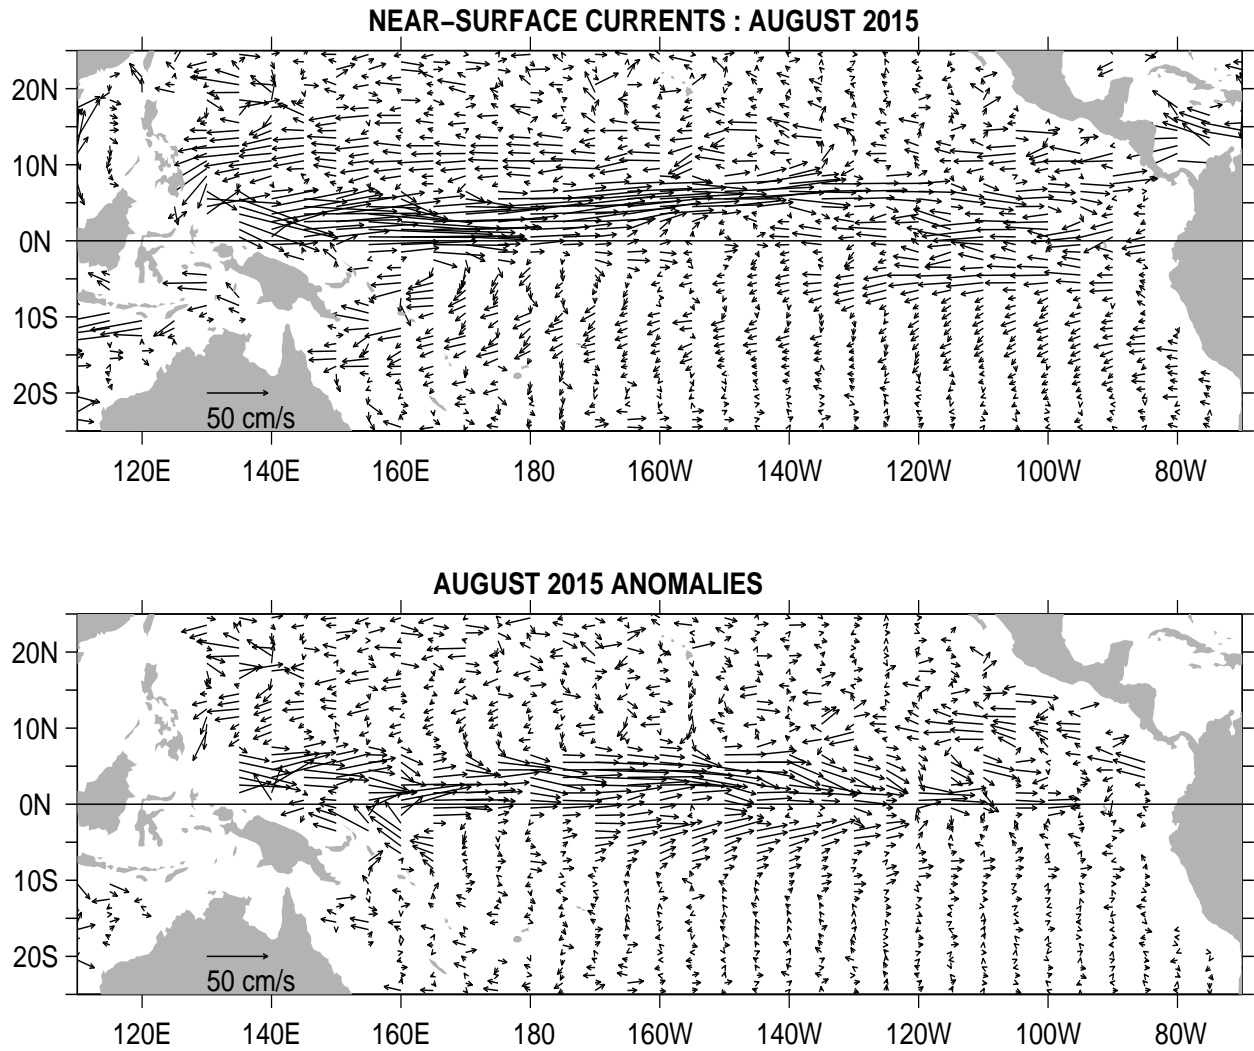 NEAR−SURFACE CURRENTS : AUGUST 2015
20N
10N
0N
10S
20S
50 cm/s
120E 140E 160E 180 160W 140W 120W 100W 80W
AUGUST 2015 ANOMALIES
20N
10N
0N
10S
20S
50 cm/s
120E 140E 160E 180 160W 140W 120W 100W 80W